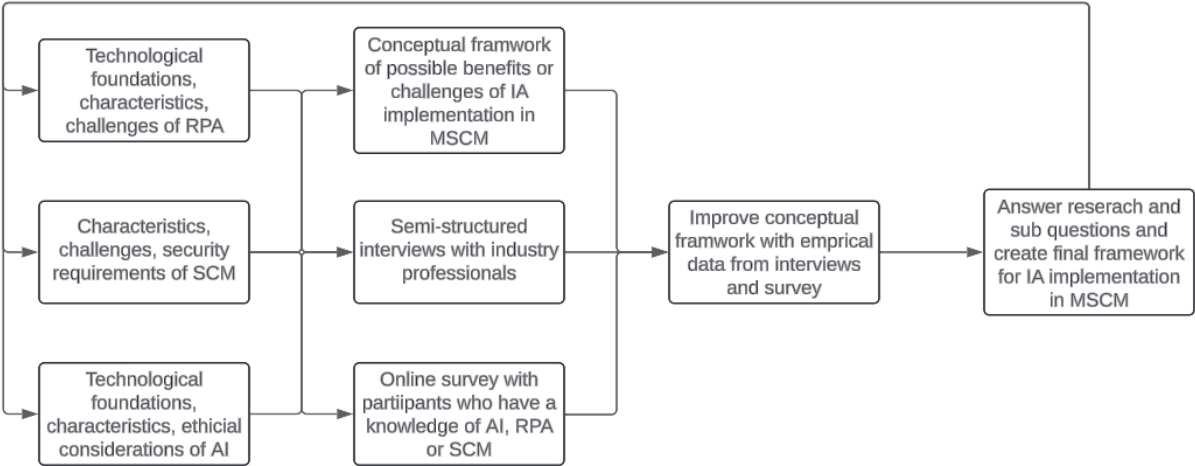 Technological
foundations,
characteristics,
challenges of RPA
Characteristics,
challenges, security
requirements of SCM
Technological
foundations,
characteristics, ethicial
considerations of AI
Conceptual framwork
of possible benefits or
challenges of IA
implementation in
MSCM
Semi-structured
interviews with industry
professionals
Online survey with
partiipants who have a
knowledge of AI, RPA
or SCM
Improve conceptual
framwork with emprical
data from interviews
and survey
Answer reserach and
sub questions and
create final framework
for IA implementation
in MSCM